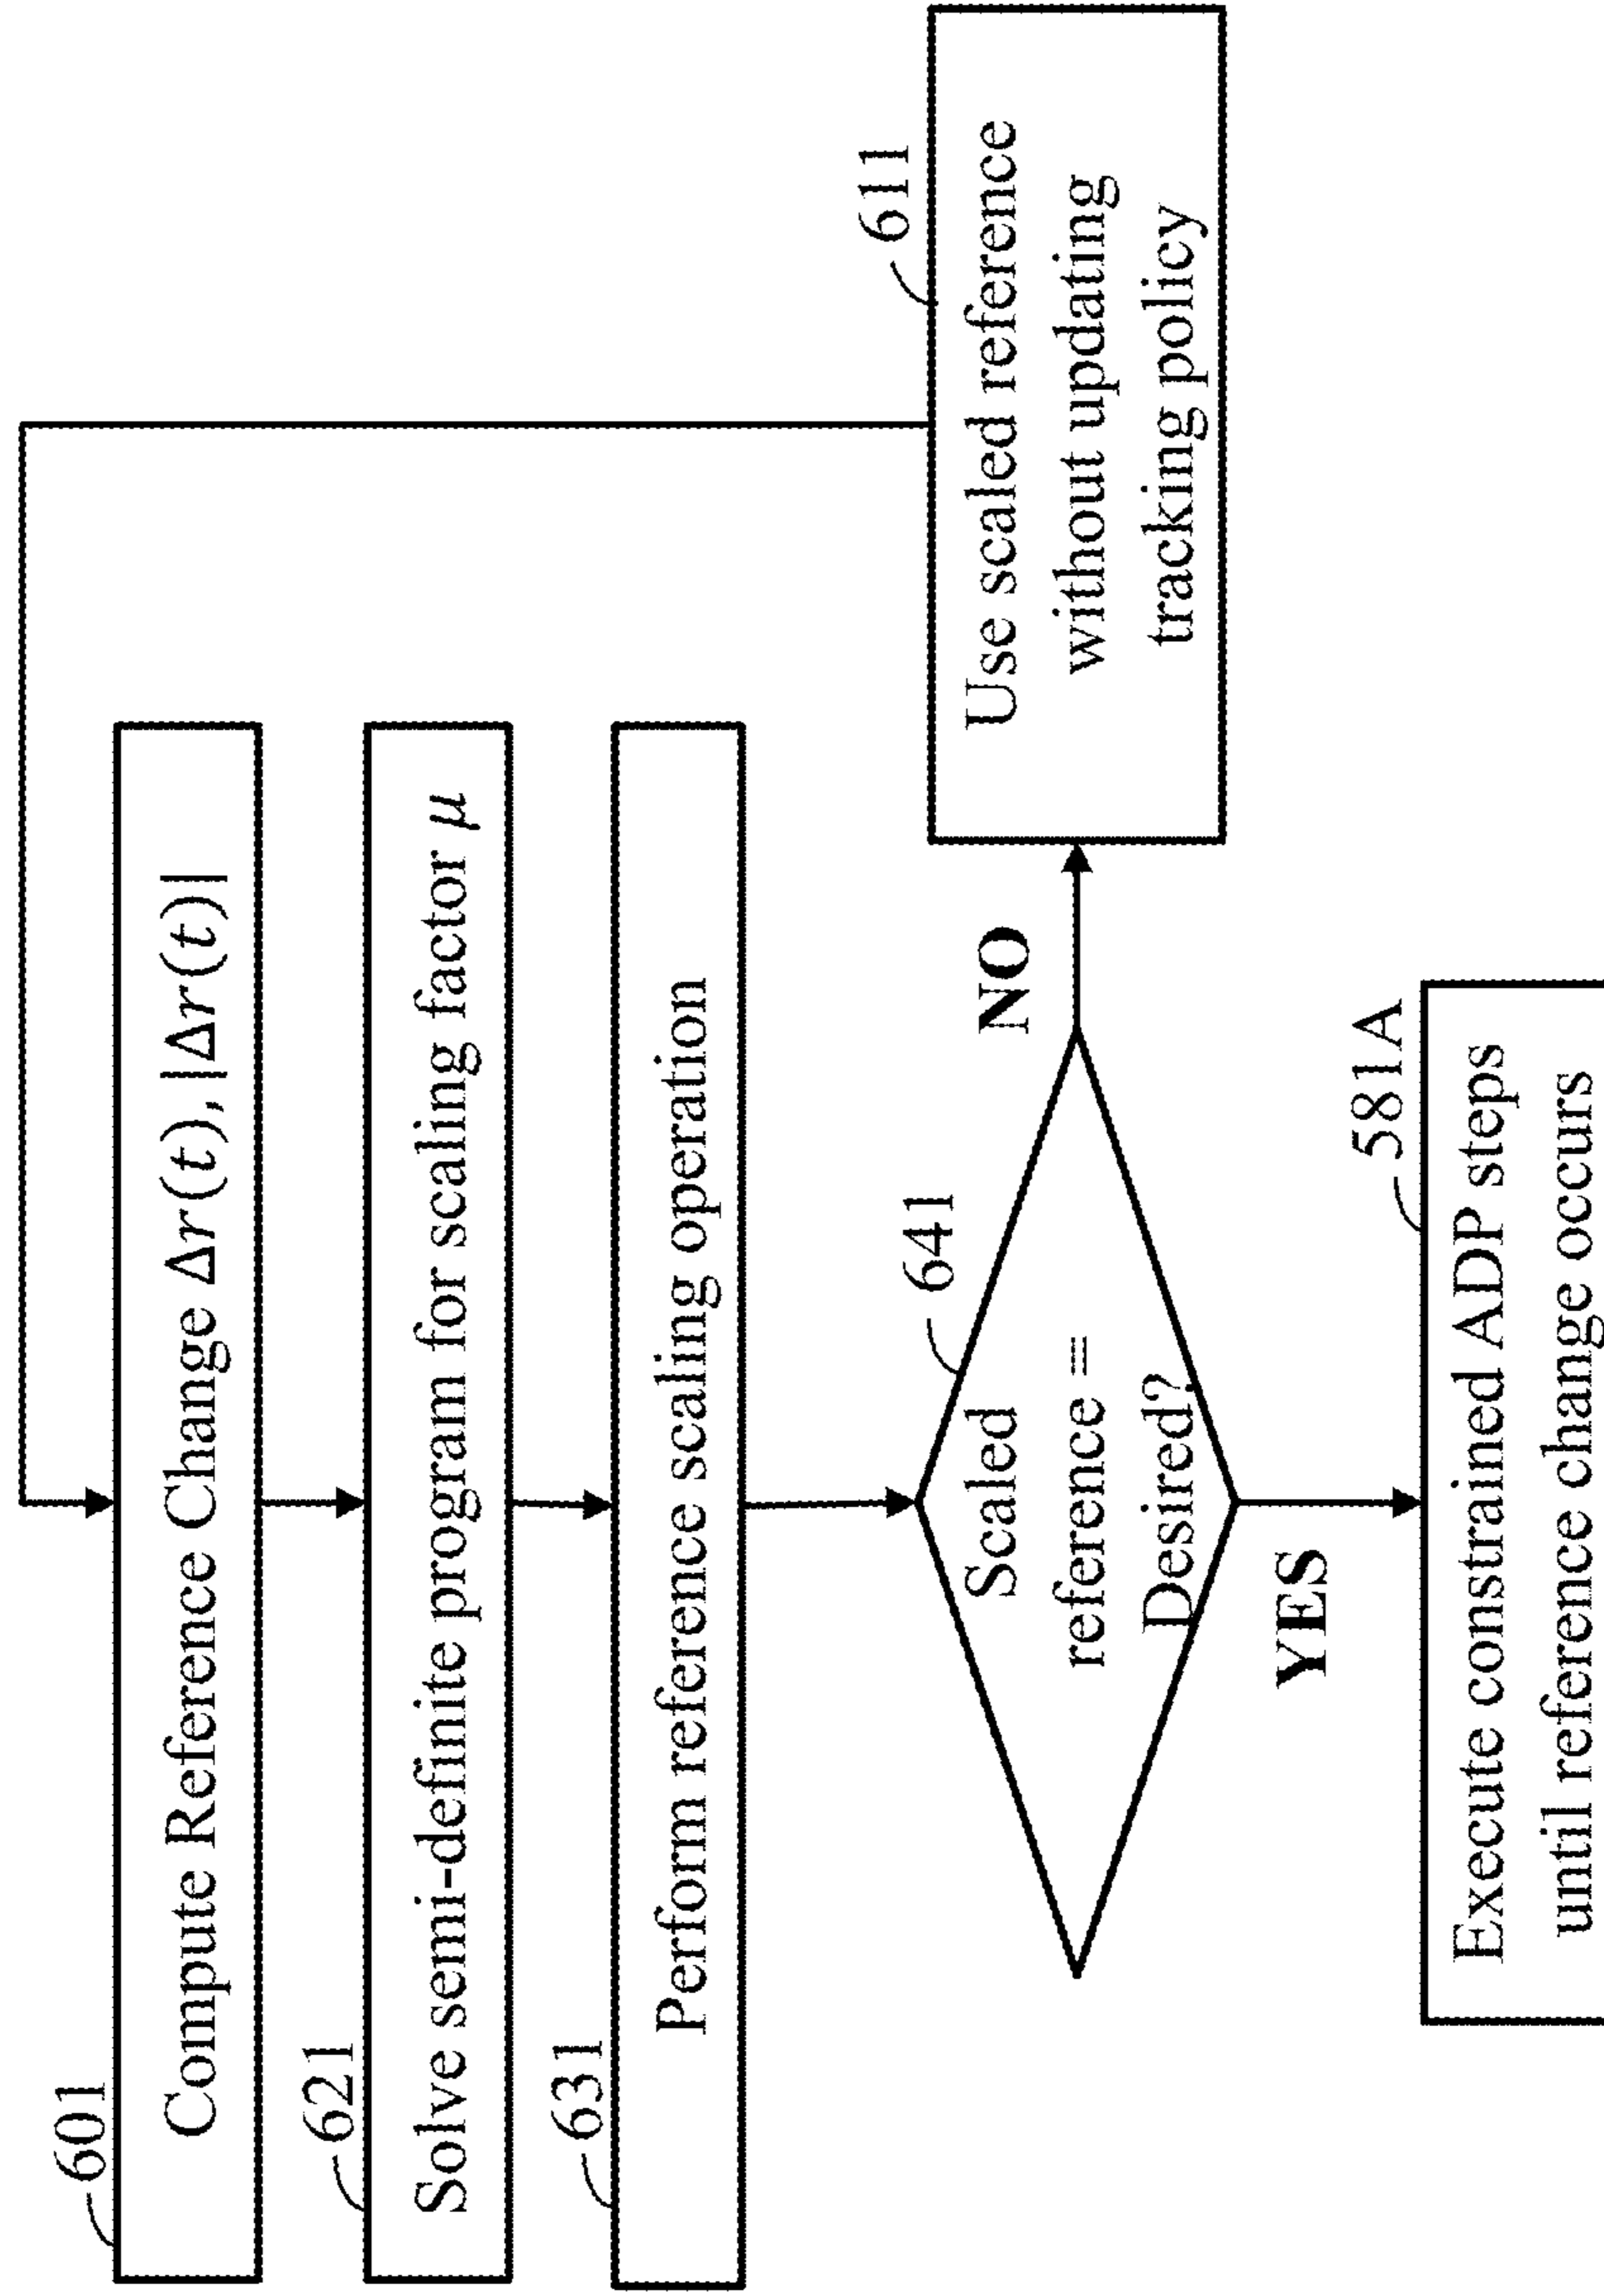 601
Compute Reference Change Δr(t),|Δr(t)|
621
Solve semi-definite program for scaling factor μ
631
Perform reference scaling operation
641
Scaled
reference =
Desired?
NO
611
Use scaled reference
without updating
tracking policy
YES
581A
Execute constrained ADP steps
until reference change occurs